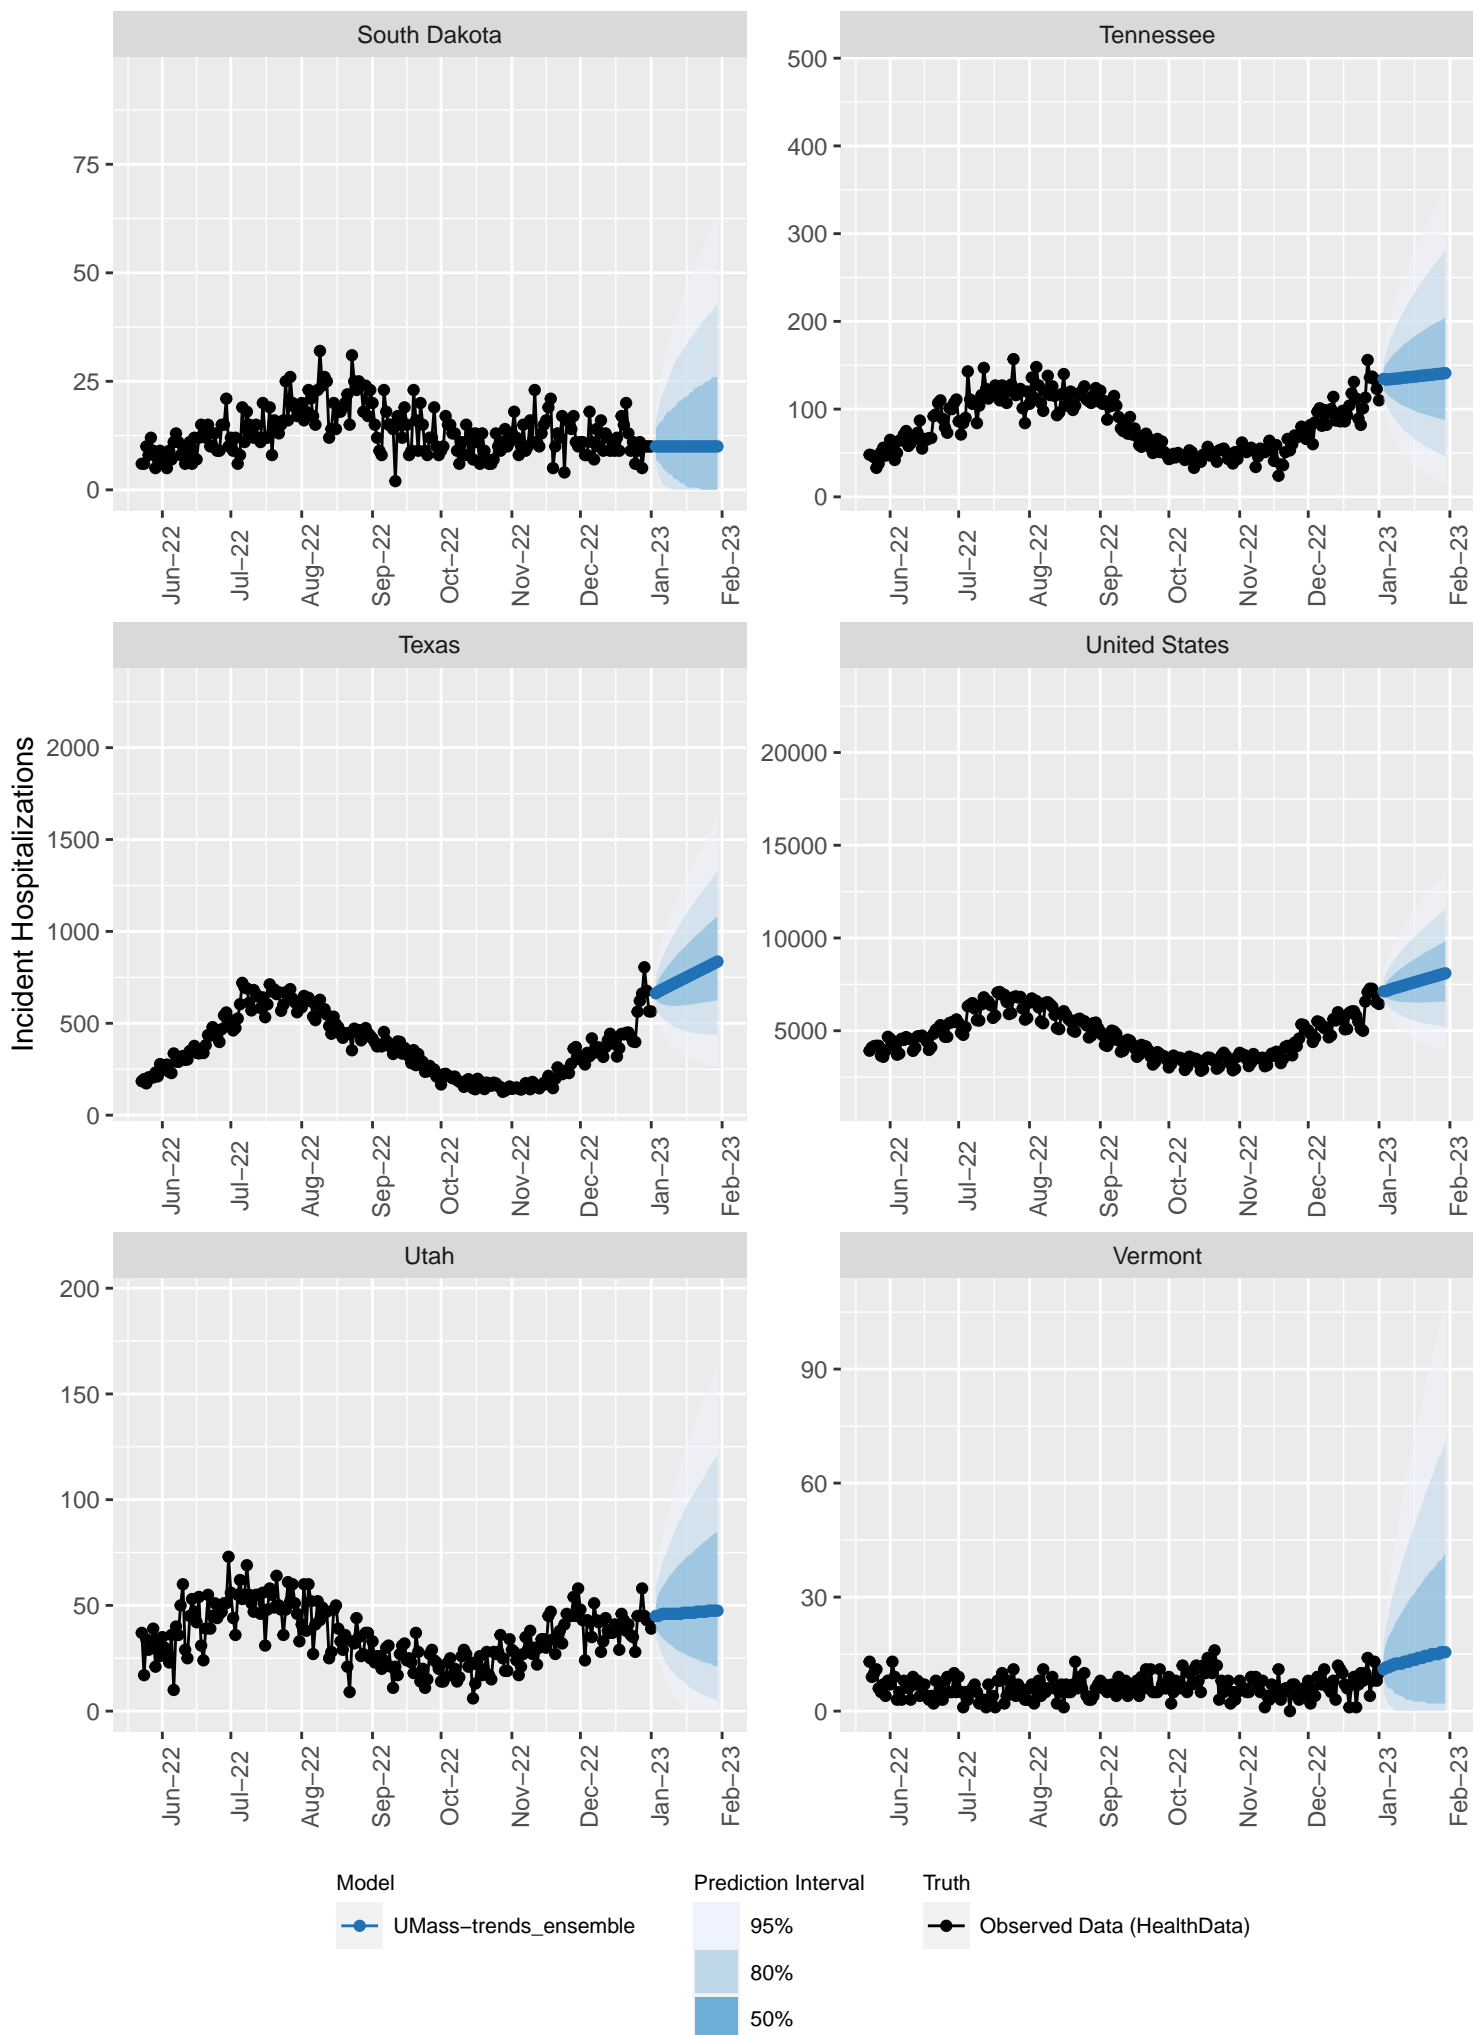 South Dakota
Tennessee
75
50
25
0
500
400
300
200
100
0
Jun−22
Jul−22
Aug−22
Sep−22
Oct−22
Nov−22
Dec−22
Jan−23
Feb−23
Jun−22
Jul−22
Aug−22
Sep−22
Oct−22
Nov−22
Dec−22
Jan−23
Feb−23
Incident Hospitalizations
Texas
United States
2000
1500
1000
500
0
20000
15000
10000
5000
Jun−22
Jul−22
Aug−22
Sep−22
Oct−22
Nov−22
Dec−22
Jan−23
Feb−23
Jun−22
Jul−22
Aug−22
Sep−22
Oct−22
Nov−22
Dec−22
Jan−23
Feb−23
Utah
Vermont
200
150
100
50
0
90
60
30
0
Jun−22
Jul−22
Aug−22
Sep−22
Oct−22
Nov−22
Dec−22
Jan−23
Feb−23
Jun−22
Jul−22
Aug−22
Sep−22
Oct−22
Nov−22
Dec−22
Jan−23
Feb−23
Model
UMass−trends_ensemble
Prediction Interval
95%
80%
50%
Truth
Observed Data (HealthData)